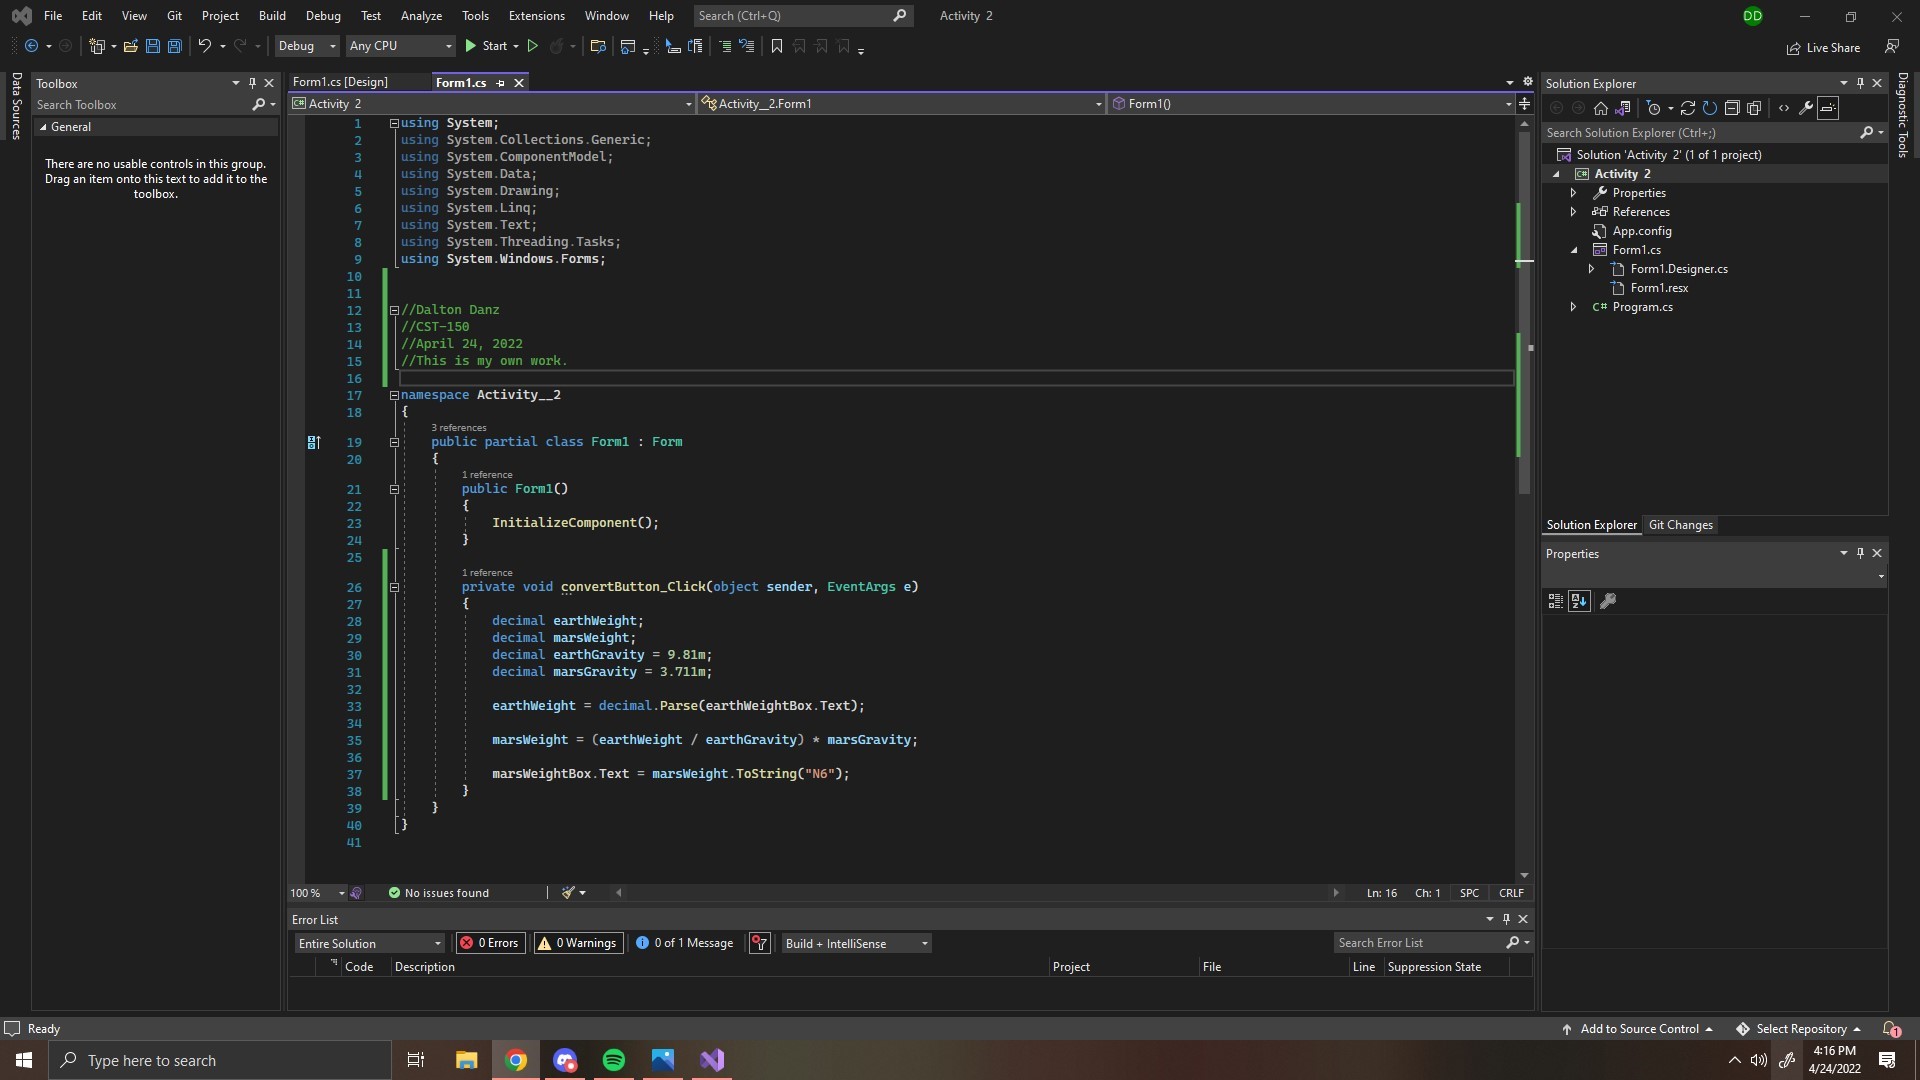 File Edit View Git Project Build Debug Test Analyze Tools Extensions Window Help Search (Ctrl+Q) Activity 2 DD
Debug Any CPU Start Live Share
Data Sources
Toolbox
Search Toolbox
General
There are no usable controls in this group.
Drag an item onto this text to add it to the
toolbox.
Form1.cs [Design] Form1.cs
C# Activity 2 Activity__2.Form1 Form1()
1 using System;
2 using System.Collections.Generic;
3 using System.ComponentModel;
4 using System.Data;
5 using System.Drawing;
6 using System.Linq;
7 using System.Text;
8 using System.Threading.Tasks;
9 using System.Windows.Forms;
10
11
12 //Dalton Danz
13 //CST-150
14 //April 24, 2022
15 //This is my own work.
16
17 namespace Activity__2
18 {
3 references
19 public partial class Form1 : Form
20 {
1 reference
21 public Form1()
22 {
23 InitializeComponent();
24 }
25
1 reference
26 private void convertButton_Click(object sender, EventArgs e)
27 {
28 decimal earthWeight;
29 decimal marsWeight;
30 decimal earthGravity = 9.81m;
31 decimal marsGravity = 3.711m;
32
33 earthWeight = decimal.Parse(earthWeightBox.Text);
34
35 marsWeight = (earthWeight / earthGravity) * marsGravity;
36
37 marsWeightBox.Text = marsWeight.ToString("N6");
38 }
39 }
40 }
41
100 % No issues found Ln: 16 Ch: 1 SPC CRLF
Error List
Entire Solution 0 Errors 0 Warnings 0 of 1 Message Build + IntelliSense Search Error List
Code Description Project File Line Suppression State
Solution Explorer
Search Solution Explorer (Ctrl+;)
Solution 'Activity 2' (1 of 1 project)
C# Activity 2
Properties
References
App.config
Form1.cs
Form1.Designer.cs
Form1.resx
C# Program.cs
Solution Explorer Git Changes
Properties
Diagnostic Tools
Ready Add to Source Control Select Repository 1
Type here to search 4:16 PM
4/24/2022